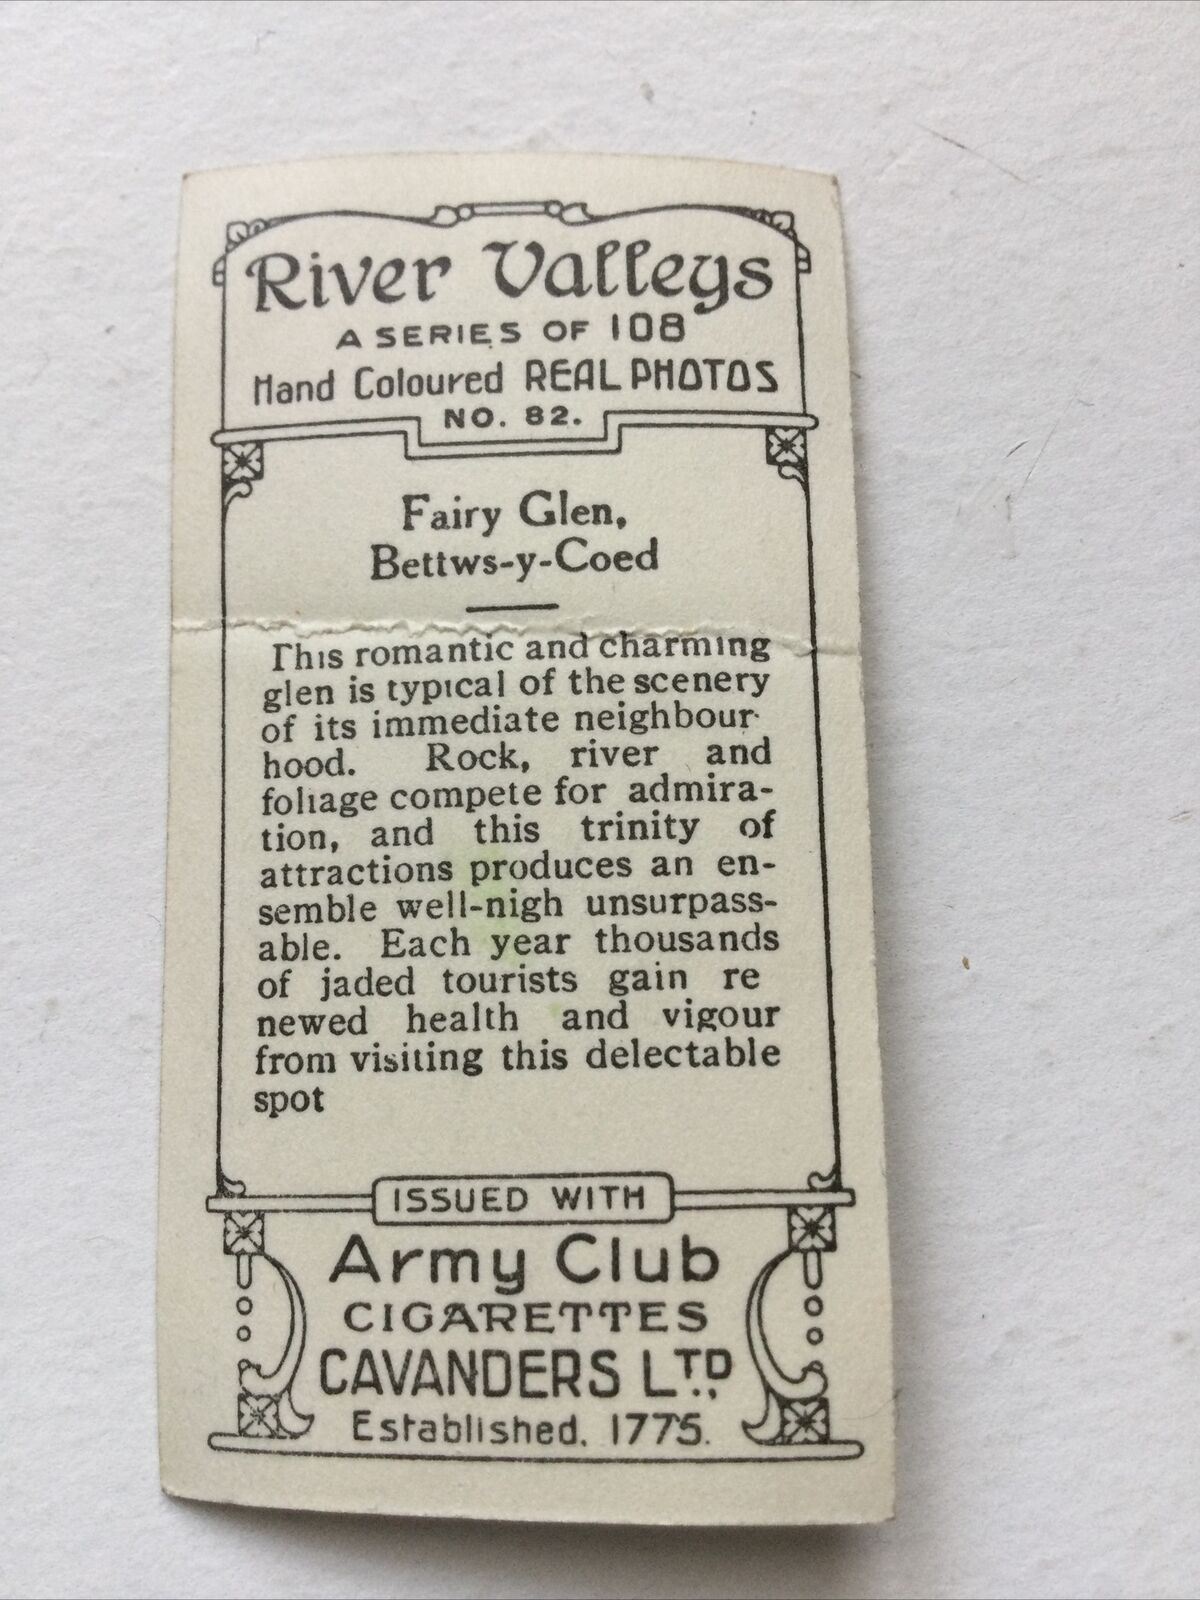 River Valleys
A SERIES OF 108
Hand Coloured REAL PHOTOS
NO. 82.
Fairy Glen,
Bettws-y-Coed
This romantic and charming
glen is typical of the scenery
of its immediate neighbour-
hood. Rock, river and
foliage compete for admira-
tion, and this trinity of
attractions produces an en-
semble well-nigh unsurpass-
able. Each year thousands
of jaded tourists gain re
newed health and vigour
from visiting this delectable
spot
ISSUED WITH
Army Club
CIGARETTES
CAVANDERS LTD.,
Established. 1775.